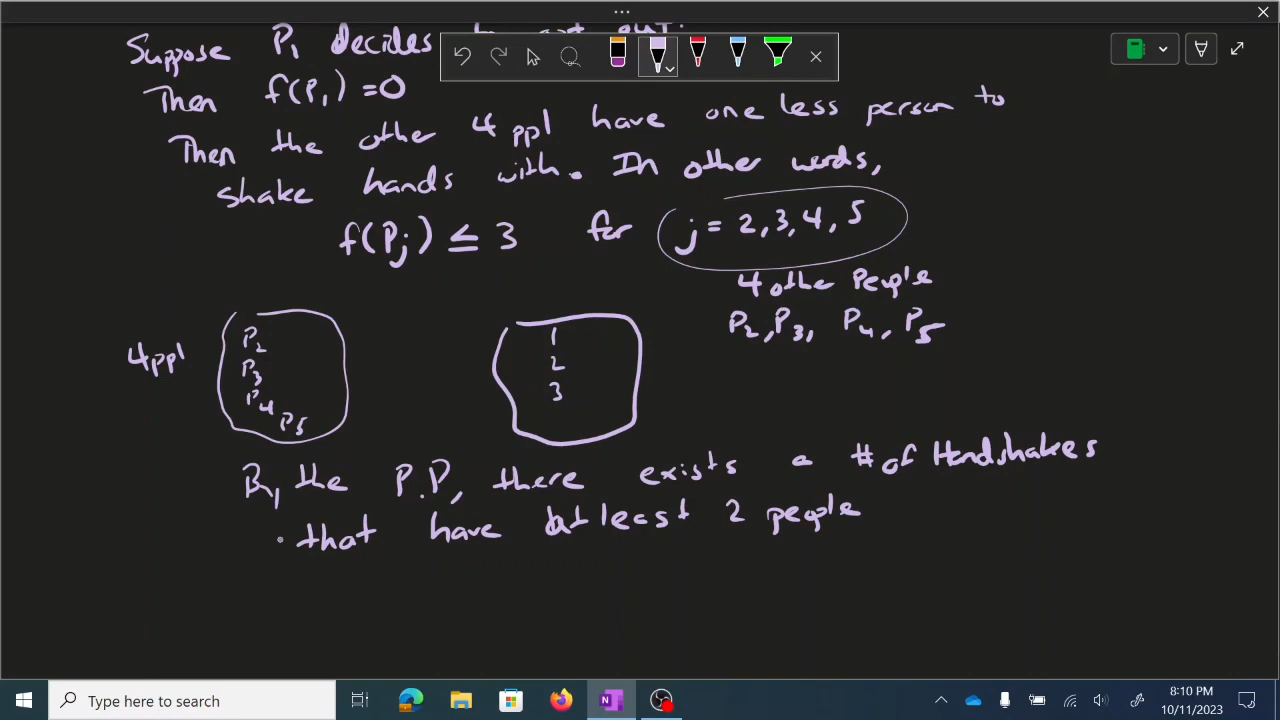 Suppose P₁ decides
Then f(P₁) = 0
Then the other 4 ppl have one less person to
shake hands with. In other words,
f(Pj) ≤ 3 for j = 2, 3, 4, 5
4 other People
P₂, P₃, P₄, P₅
4 ppl
P₂
P₃
P₄
P₅
1
2
3
By the P.P, there exists a # of Handshakes
that have at least 2 people
Type here to search
8:10 PM
10/11/2023